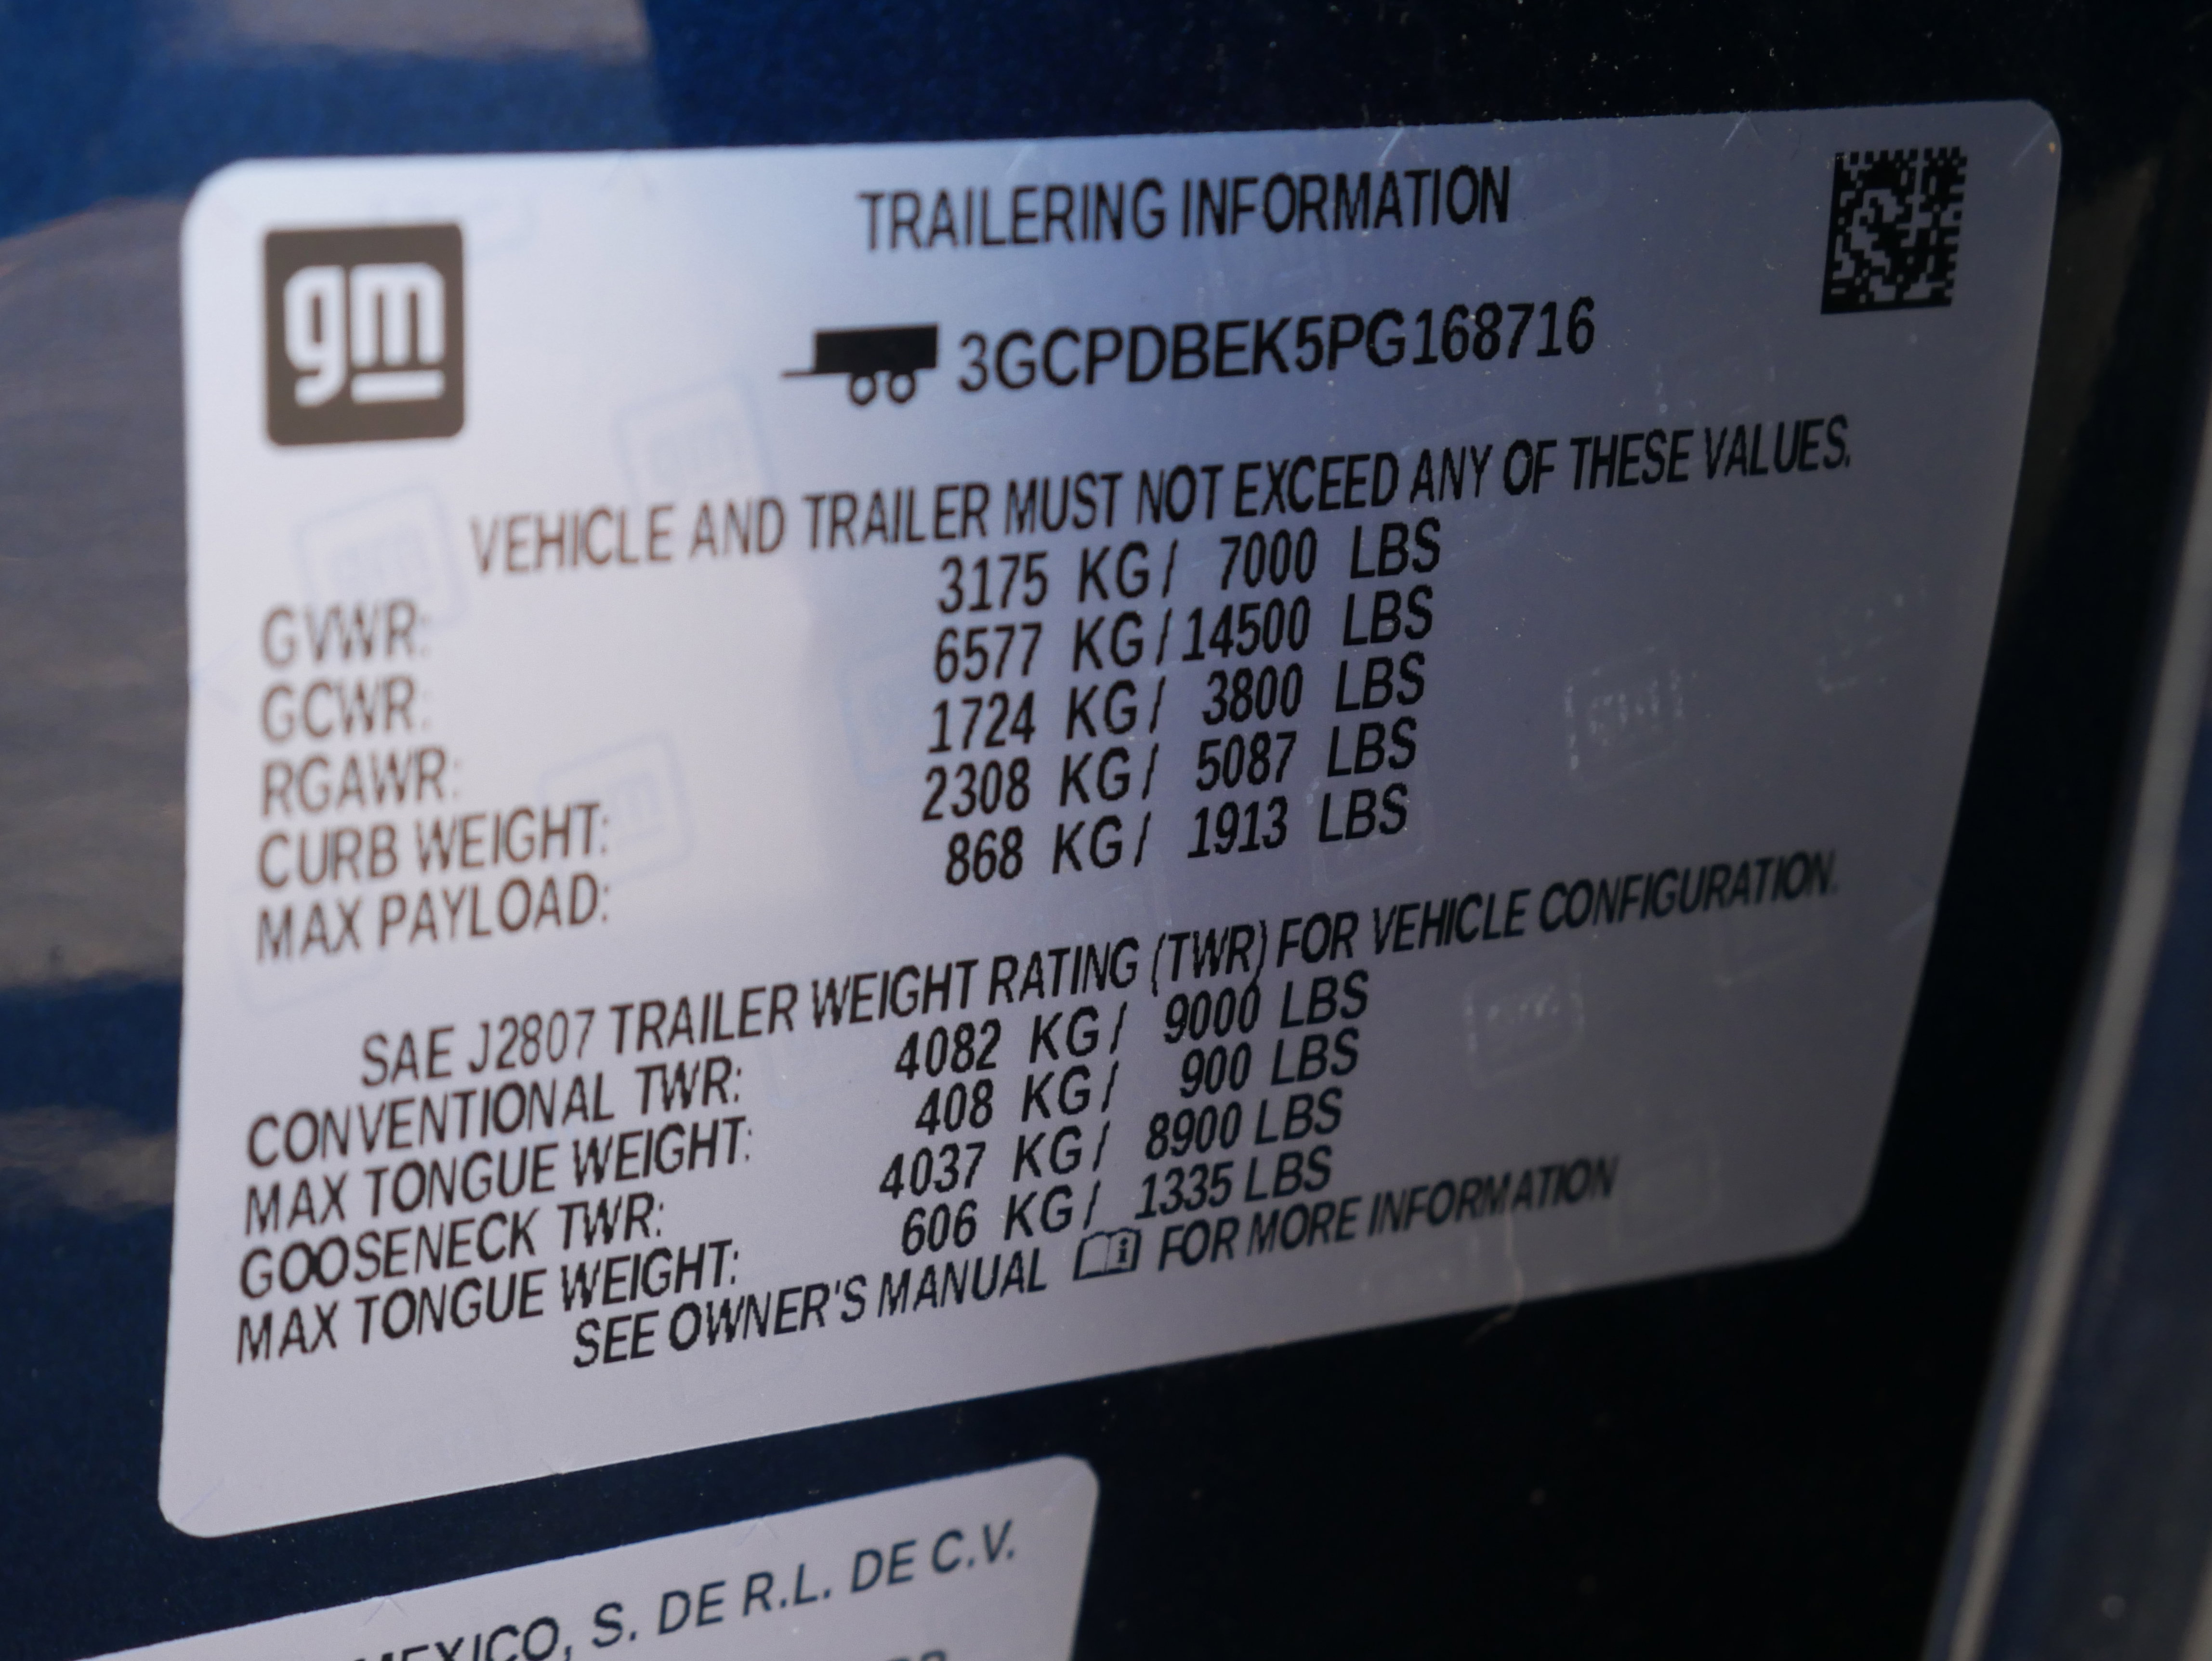 gm
TRAILERING INFORMATION
3GCPDBEK5PG168716
VEHICLE AND TRAILER MUST NOT EXCEED ANY OF THESE VALUES.
GVWR: 3175 KG/ 7000 LBS
GCWR: 6577 KG/14500 LBS
RGAWR: 1724 KG/ 3800 LBS
CURB WEIGHT: 2308 KG/ 5087 LBS
MAX PAYLOAD: 868 KG/ 1913 LBS
SAE J2807 TRAILER WEIGHT RATING (TWR) FOR VEHICLE CONFIGURATION.
CONVENTIONAL TWR: 4082 KG/ 9000 LBS
MAX TONGUE WEIGHT: 408 KG/ 900 LBS
GOOSENECK TWR: 4037 KG/ 8900 LBS
MAX TONGUE WEIGHT: 606 KG/ 1335 LBS
SEE OWNER'S MANUAL FOR MORE INFORMATION
MEXICO, S. DE R.L. DE C.V.